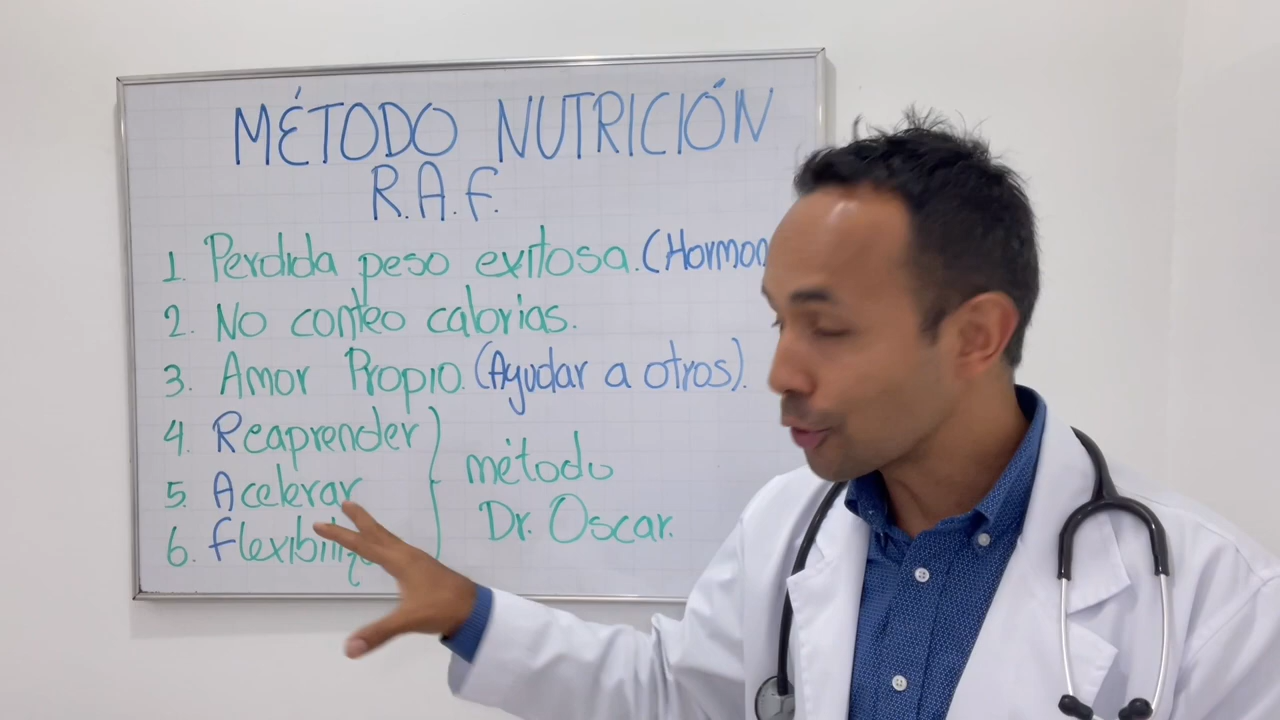 MÉTODO NUTRICIÓN
R.A.F.
1. Perdida peso exitosa. (Hormon
2. No conteo calorias.
3. Amor Propio. (Ayudar a otros).
4. Reaprender
5. Acelerar
6. Flexibiliz
método
Dr. Oscar.